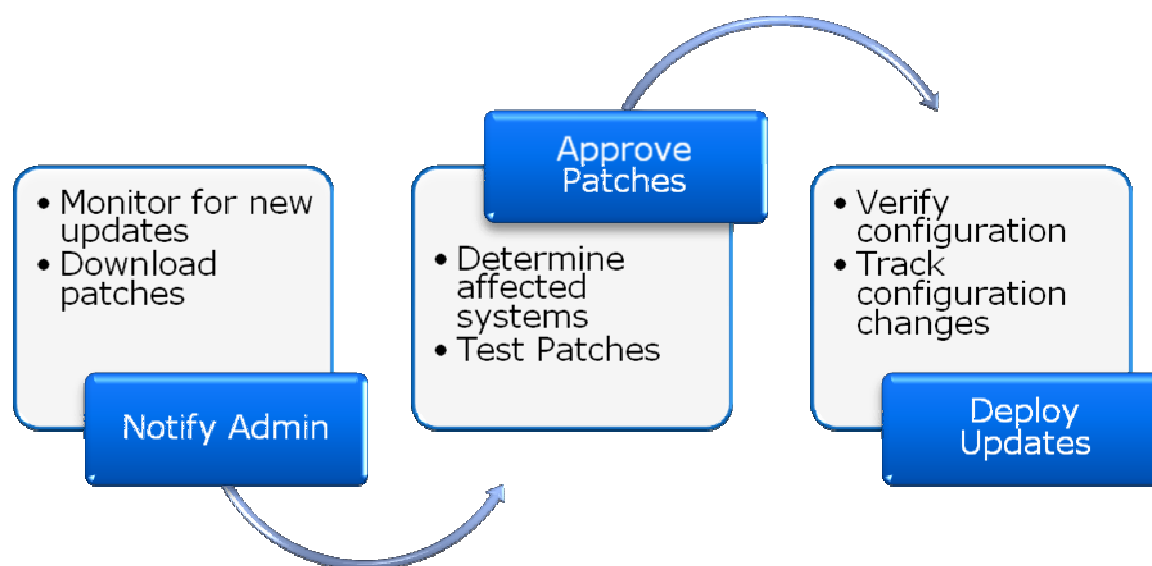 • Monitor for new
updates
• Download
patches
Notify Admin
Approve
Patches
• Determine
affected
systems
• Test Patches
• Verify
configuration
• Track
configuration
changes
Deploy
Updates